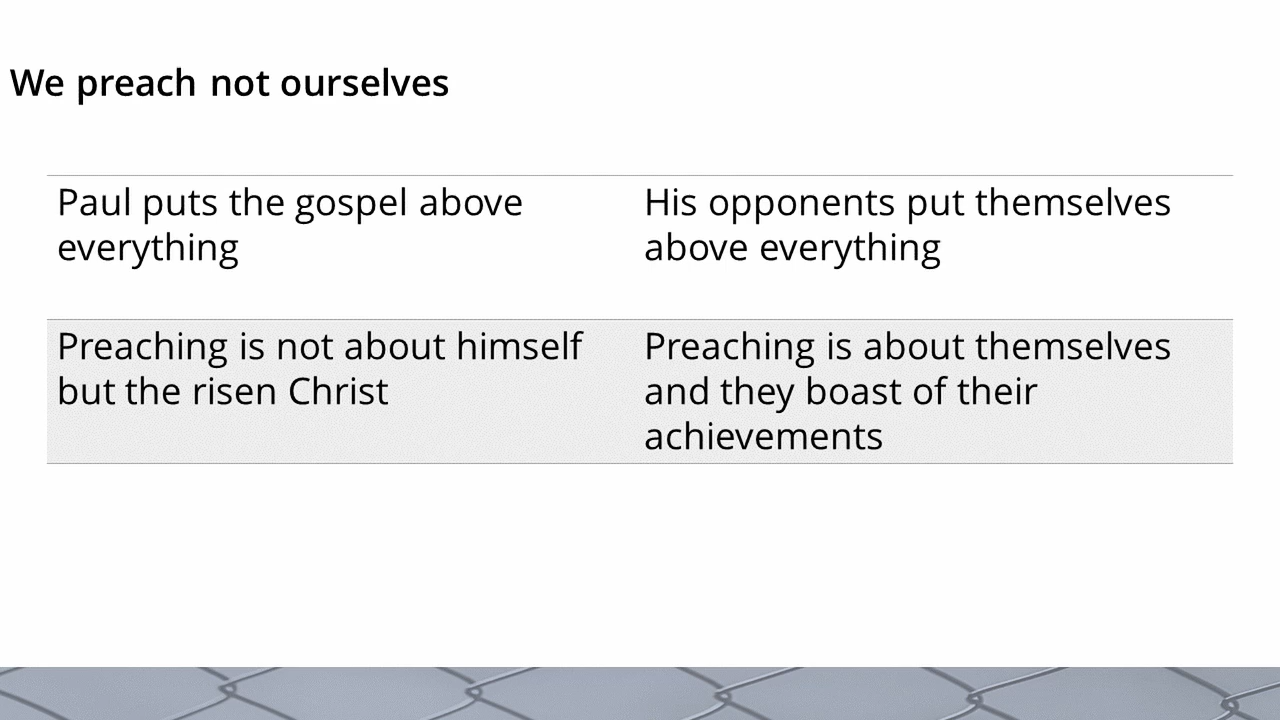 We preach not ourselves
Paul puts the gospel above
everything
His opponents put themselves
above everything
Preaching is not about himself
but the risen Christ
Preaching is about themselves
and they boast of their
achievements